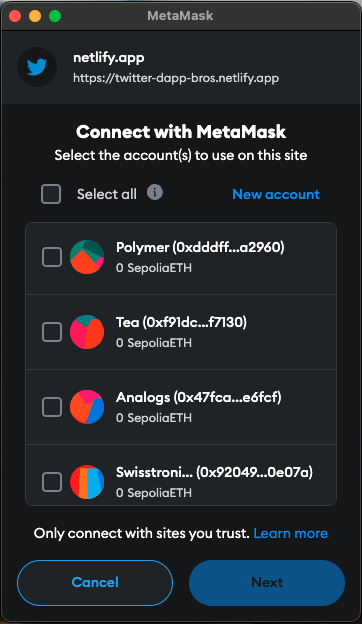 MetaMask
netlify.app
https://twitter-dapp-bros.netlify.app
Connect with MetaMask
Select the account(s) to use on this site
Select all
New account
Polymer (0xdddff...a2960)
0 SepoliaETH
Tea (0xf91dc...f7130)
0 SepoliaETH
Analogs (0x47fca...e6fcf)
0 SepoliaETH
Swisstroni... (0x92049...0e07a)
0 SepoliaETH
Only connect with sites you trust. Learn more
Cancel
Next